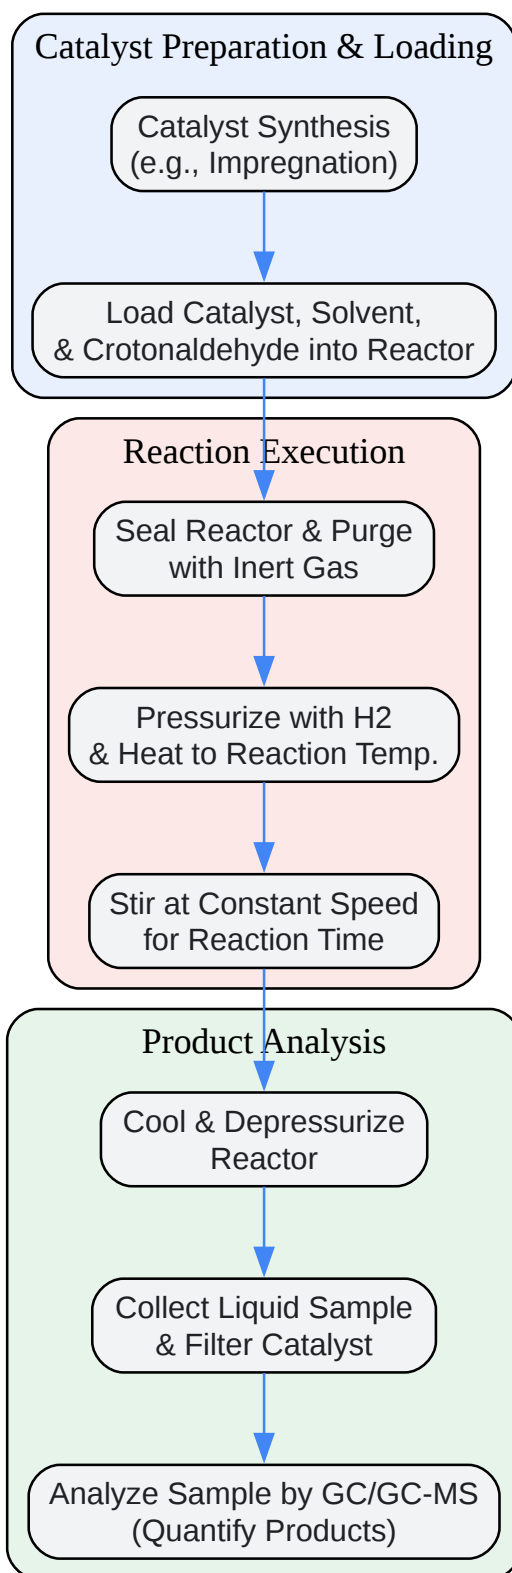 Catalyst Preparation & Loading
Catalyst Synthesis
(e.g., Impregnation)
Load Catalyst, Solvent,
& Crotonaldehyde into Reactor
Reaction Execution
Seal Reactor & Purge
with Inert Gas
Pressurize with H2
& Heat to Reaction Temp.
Stir at Constant Speed
for Reaction Time
Product Analysis
Cool & Depressurize
Reactor
Collect Liquid Sample
& Filter Catalyst
Analyze Sample by GC/GC-MS
(Quantify Products)